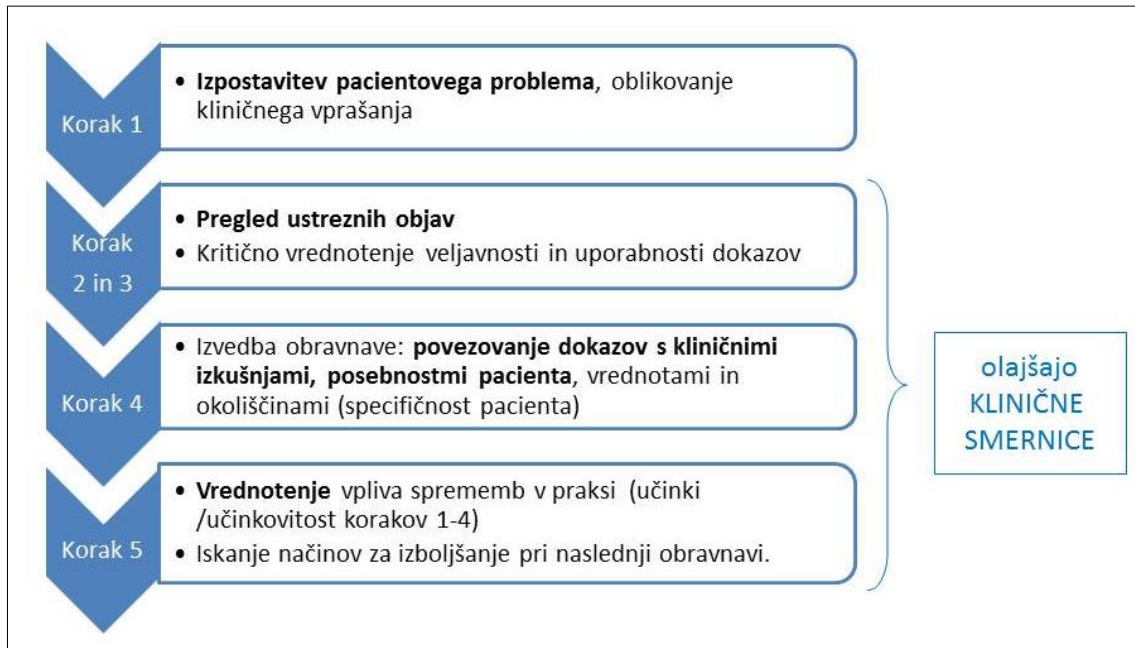 Korak 1
• Izpostavitev pacientovega problema, oblikovanje
kliničnega vprašanja
Korak
2 in 3
• Pregled ustreznih objav
• Kritično vrednotenje veljavnosti in uporabnosti dokazov
Korak 4
• Izvedba obravnave: povezovanje dokazov s kliničnimi
izkušnjami, posebnostmi pacienta, vrednotami in
okoliščinami (specifičnost pacienta)
Korak 5
• Vrednotenje vpliva sprememb v praksi (učinki
/učinkovitost korakov 1-4)
• Iskanje načinov za izboljšanje pri naslednji obravnavi.
olajšajo
KLINIČNE
SMERNICE